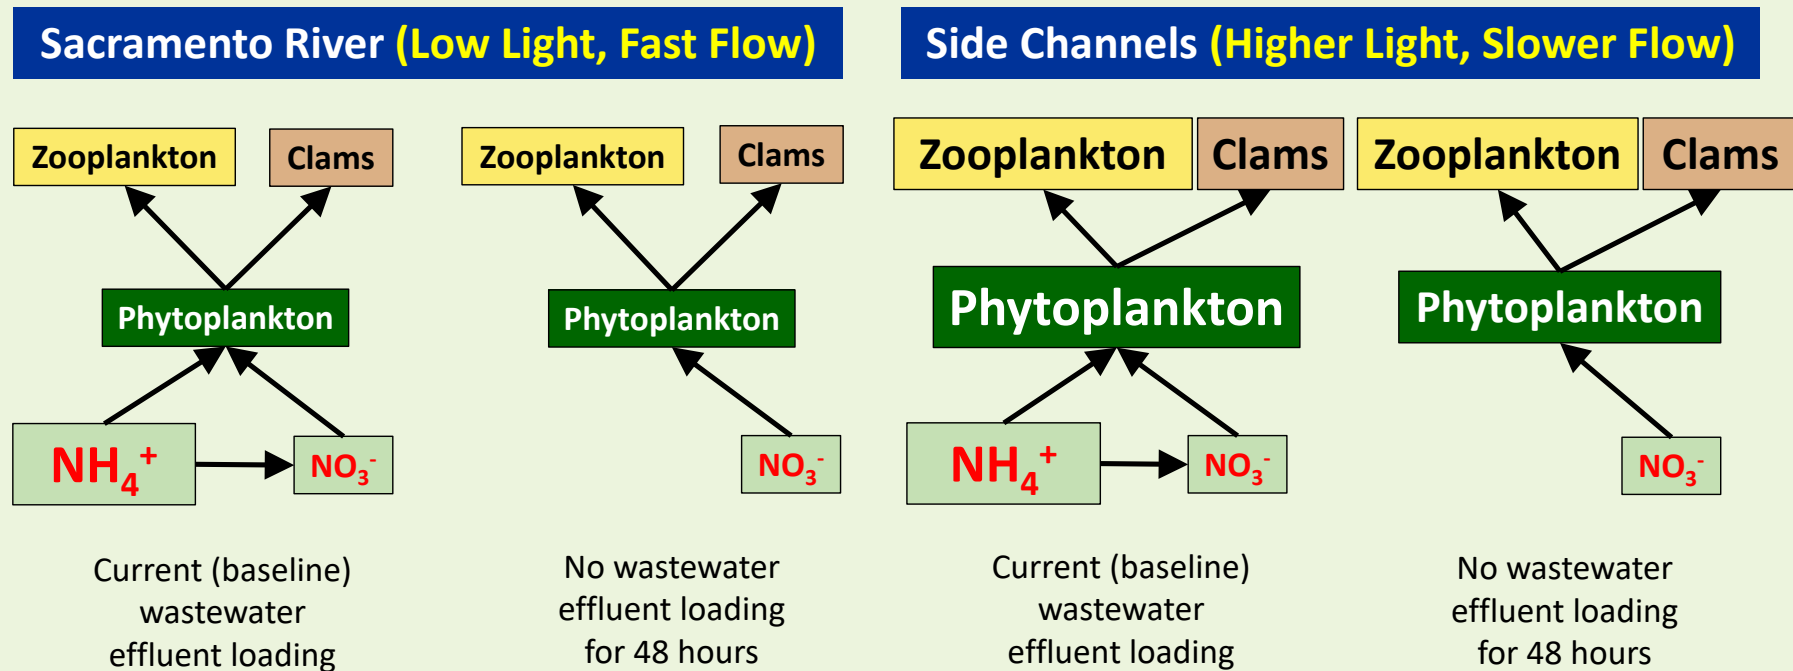 Sacramento River (Low Light, Fast Flow)
Side Channels (Higher Light, Slower Flow)
Zooplankton
Clams
Phytoplankton
NH₄⁺
NO₃⁻
Current (baseline)
wastewater
effluent loading
Zooplankton
Clams
Phytoplankton
NO₃⁻
No wastewater
effluent loading
for 48 hours
Zooplankton
Clams
Phytoplankton
NH₄⁺
NO₃⁻
Current (baseline)
wastewater
effluent loading
Zooplankton
Clams
Phytoplankton
NO₃⁻
No wastewater
effluent loading
for 48 hours